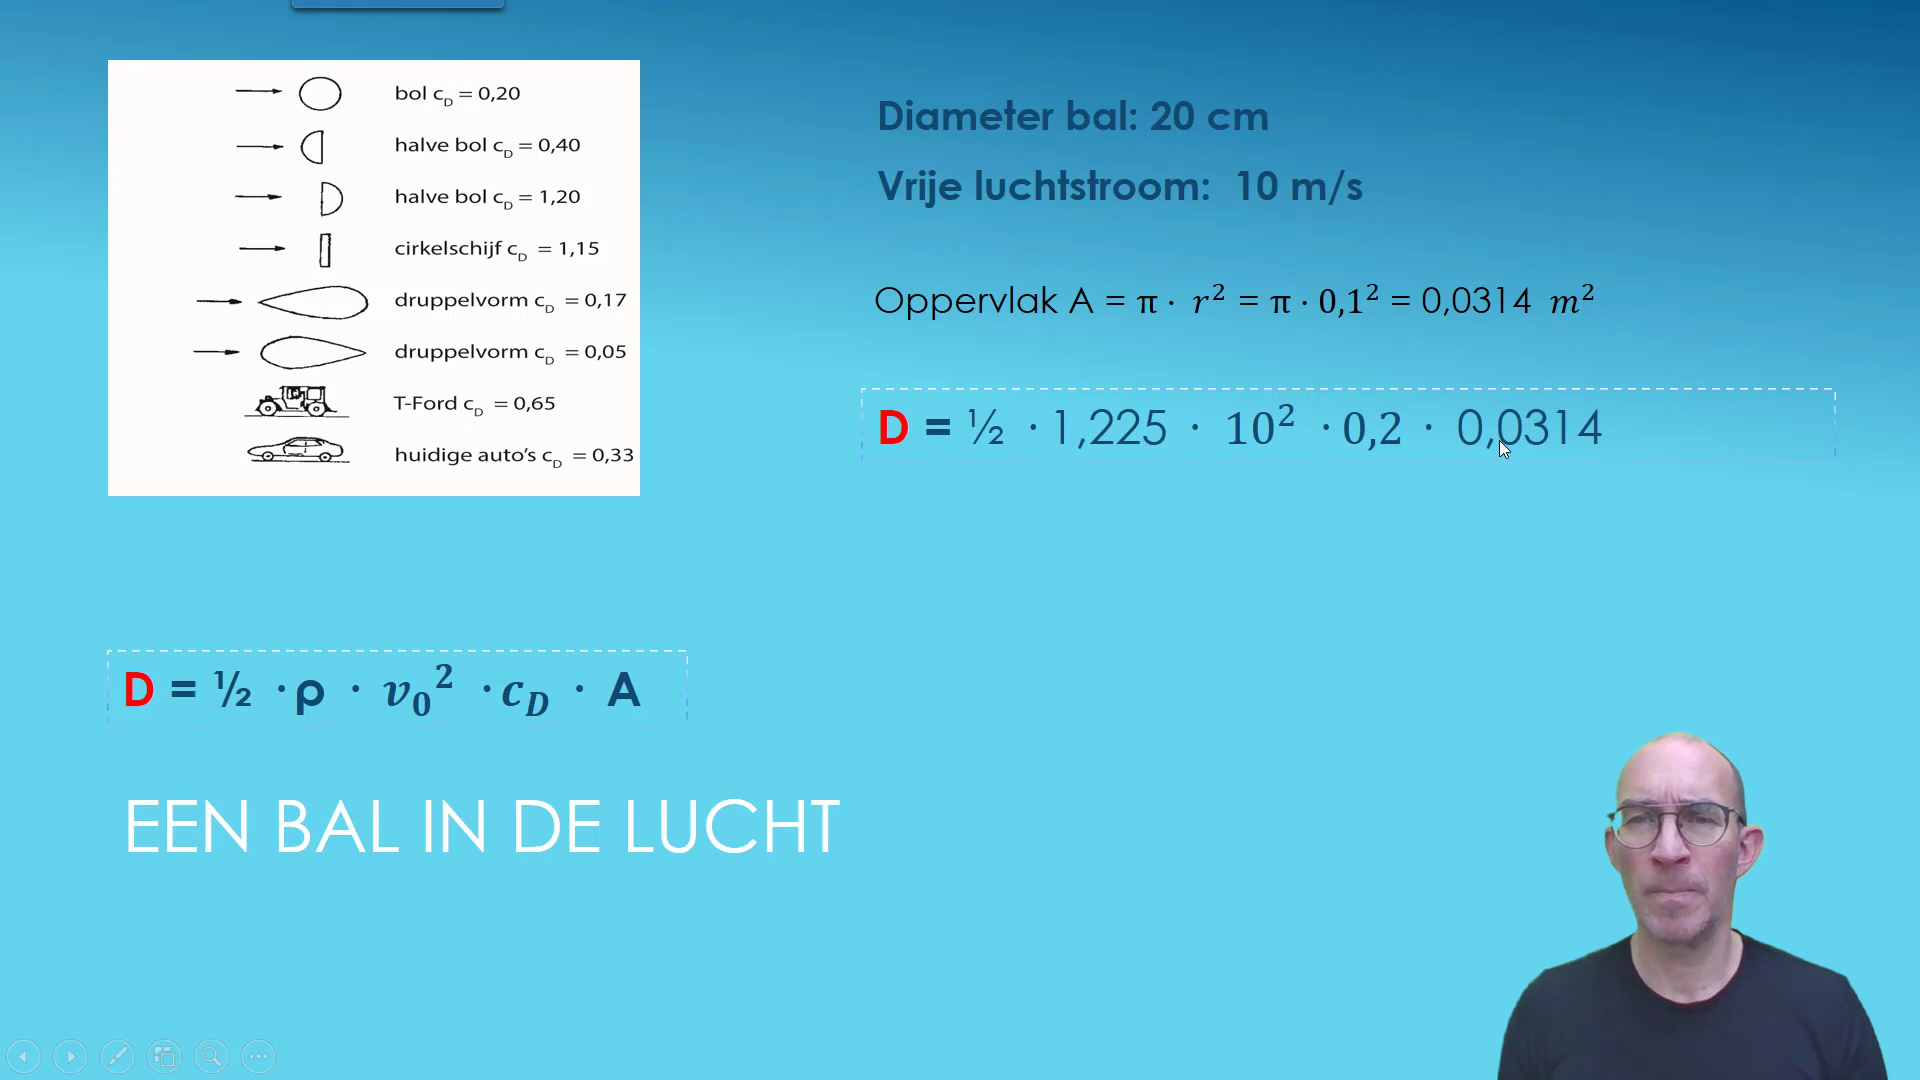 bol c_D = 0,20
halve bol c_D = 0,40
halve bol c_D = 1,20
cirkelschijf c_D = 1,15
druppelvorm c_D = 0,17
druppelvorm c_D = 0,05
T-Ford c_D = 0,65
huidige auto's c_D = 0,33
Diameter bal: 20 cm
Vrije luchtstroom: 10 m/s
Oppervlak A = π · r² = π · 0,1² = 0,0314 m²
D = ½ · 1,225 · 10² · 0,2 · 0,0314
D = ½ · ρ · v₀² · c_D · A
EEN BAL IN DE LUCHT